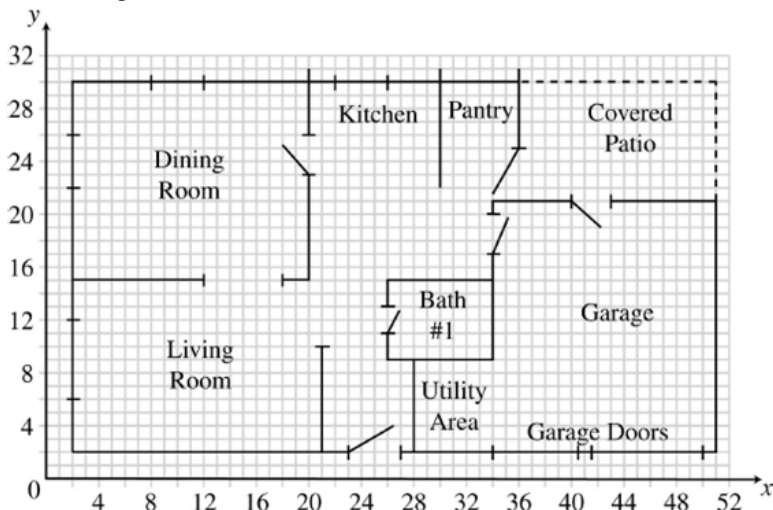 y
32
28
24
20
16
12
8
4
0
Kitchen
Pantry
Covered
Patio
Dining
Room
Bath
#1
Garage
Living
Room
Utility
Area
Garage Doors
4 8 12 16 20 24 28 32 36 40 44 48 52
x